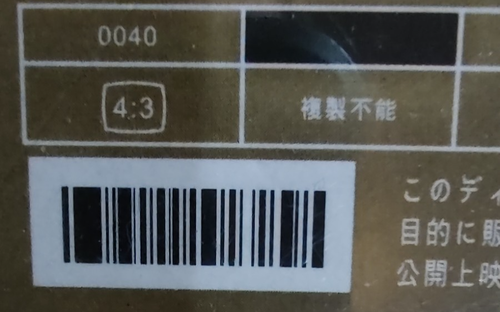 0040
4:3
複製不能
このディ
目的に販
公開上映